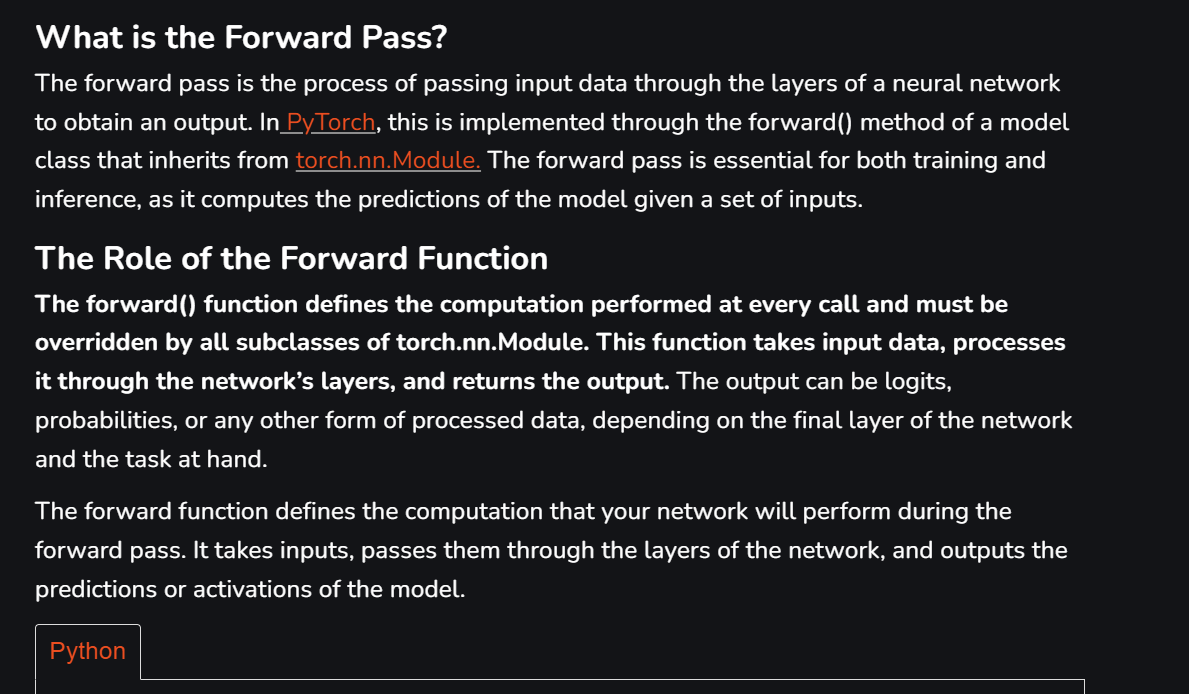 What is the Forward Pass?
The forward pass is the process of passing input data through the layers of a neural network
to obtain an output. In PyTorch, this is implemented through the forward() method of a model
class that inherits from torch.nn.Module. The forward pass is essential for both training and
inference, as it computes the predictions of the model given a set of inputs.
The Role of the Forward Function
The forward() function defines the computation performed at every call and must be
overridden by all subclasses of torch.nn.Module. This function takes input data, processes
it through the network’s layers, and returns the output. The output can be logits,
probabilities, or any other form of processed data, depending on the final layer of the network
and the task at hand.
The forward function defines the computation that your network will perform during the
forward pass. It takes inputs, passes them through the layers of the network, and outputs the
predictions or activations of the model.
Python